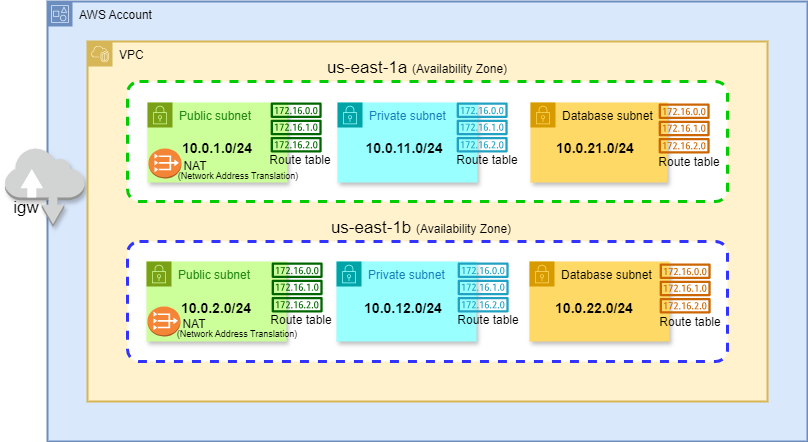 AWS Account
VPC
us-east-1a (Availability Zone)
Public subnet
172.16.0.0
172.16.1.0
172.16.2.0
10.0.1.0/24
Route table
NAT
(Network Address Translation)
Private subnet
172.16.0.0
172.16.1.0
172.16.2.0
10.0.11.0/24
Route table
Database subnet
172.16.0.0
172.16.1.0
172.16.2.0
10.0.21.0/24
Route table
igw
us-east-1b (Availability Zone)
Public subnet
172.16.0.0
172.16.1.0
172.16.2.0
10.0.2.0/24
Route table
NAT
(Network Address Translation)
Private subnet
172.16.0.0
172.16.1.0
172.16.2.0
10.0.12.0/24
Route table
Database subnet
172.16.0.0
172.16.1.0
172.16.2.0
10.0.22.0/24
Route table